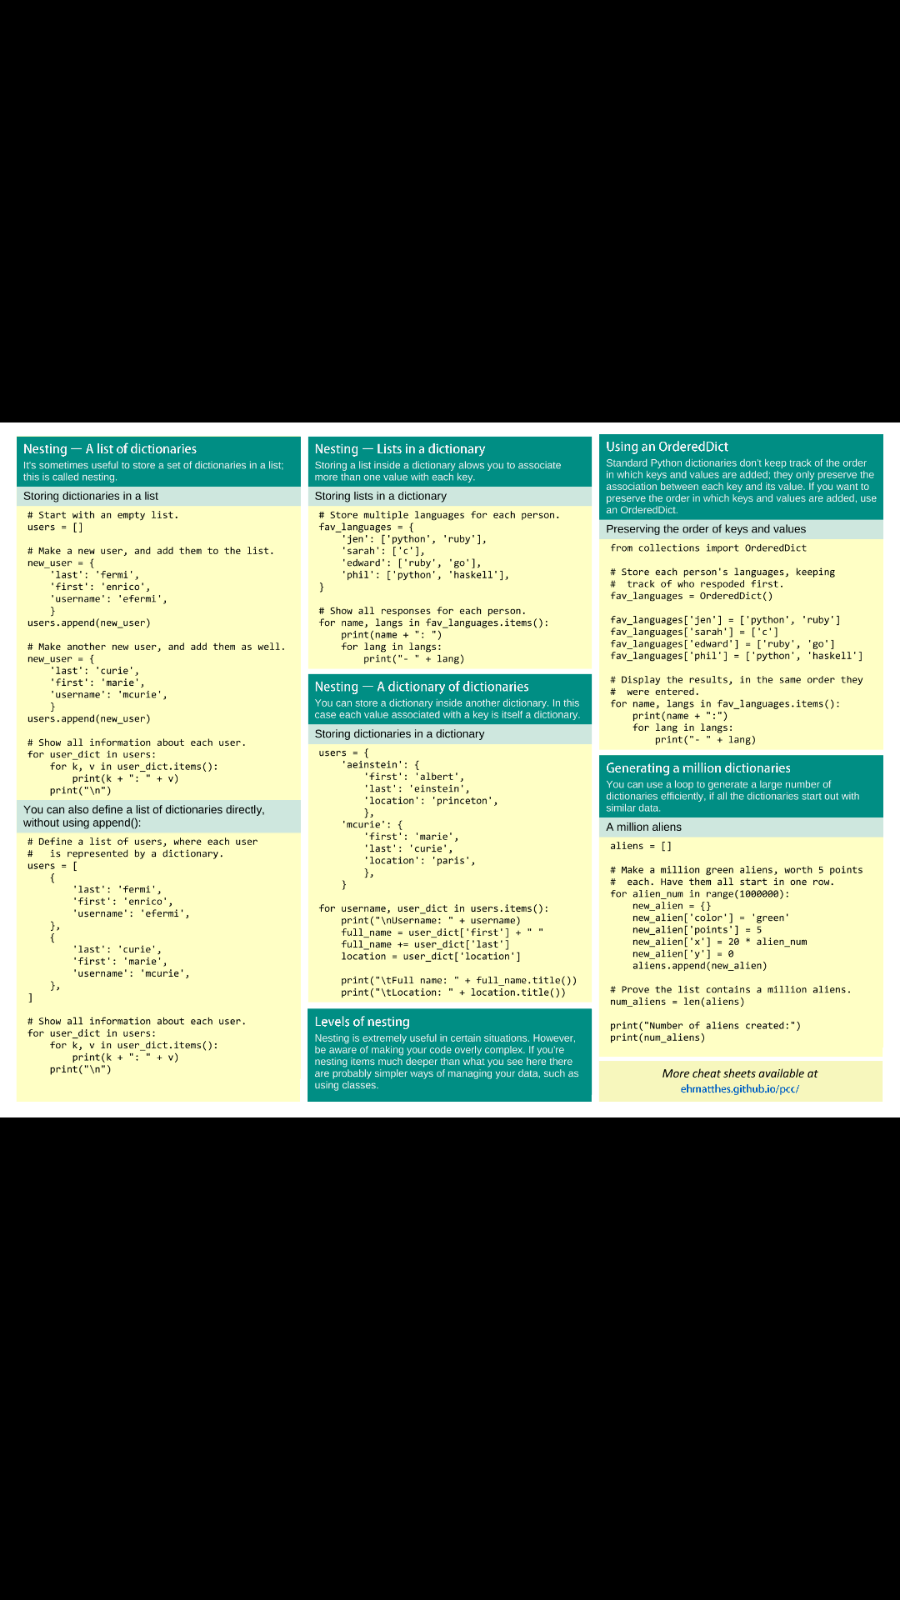 Nesting — A list of dictionaries
It's sometimes useful to store a set of dictionaries in a list;
this is called nesting.
Storing dictionaries in a list
# Start with an empty list.
users = []
# Make a new user, and add them to the list.
new_user = {
    'last': 'fermi',
    'first': 'enrico',
    'username': 'efermi',
    }
users.append(new_user)
# Make another new user, and add them as well.
new_user = {
    'last': 'curie',
    'first': 'marie',
    'username': 'mcurie',
    }
users.append(new_user)
# Show all information about each user.
for user_dict in users:
    for k, v in user_dict.items():
        print(k + ": " + v)
    print("\n")
You can also define a list of dictionaries directly,
without using append():
# Define a list of users, where each user
#   is represented by a dictionary.
users = [
    {
        'last': 'fermi',
        'first': 'enrico',
        'username': 'efermi',
    },
    {
        'last': 'curie',
        'first': 'marie',
        'username': 'mcurie',
    },
]
# Show all information about each user.
for user_dict in users:
    for k, v in user_dict.items():
        print(k + ": " + v)
    print("\n")
Nesting — Lists in a dictionary
Storing a list inside a dictionary alows you to associate
more than one value with each key.
Storing lists in a dictionary
# Store multiple languages for each person.
fav_languages = {
    'jen': ['python', 'ruby'],
    'sarah': ['c'],
    'edward': ['ruby', 'go'],
    'phil': ['python', 'haskell'],
}
# Show all responses for each person.
for name, langs in fav_languages.items():
    print(name + ": ")
    for lang in langs:
        print("- " + lang)
Nesting — A dictionary of dictionaries
You can store a dictionary inside another dictionary. In this
case each value associated with a key is itself a dictionary.
Storing dictionaries in a dictionary
users = {
    'aeinstein': {
        'first': 'albert',
        'last': 'einstein',
        'location': 'princeton',
        },
    'mcurie': {
        'first': 'marie',
        'last': 'curie',
        'location': 'paris',
        },
    }
for username, user_dict in users.items():
    print("\nUsername: " + username)
    full_name = user_dict['first'] + " "
    full_name += user_dict['last']
    location = user_dict['location']
    print("\tFull name: " + full_name.title())
    print("\tLocation: " + location.title())
Levels of nesting
Nesting is extremely useful in certain situations. However,
be aware of making your code overly complex. If you're
nesting items much deeper than what you see here there
are probably simpler ways of managing your data, such as
using classes.
Using an OrderedDict
Standard Python dictionaries don't keep track of the order
in which keys and values are added; they only preserve the
association between each key and its value. If you want to
preserve the order in which keys and values are added, use
an OrderedDict.
Preserving the order of keys and values
from collections import OrderedDict
# Store each person's languages, keeping
#  track of who respoded first.
fav_languages = OrderedDict()
fav_languages['jen'] = ['python', 'ruby']
fav_languages['sarah'] = ['c']
fav_languages['edward'] = ['ruby', 'go']
fav_languages['phil'] = ['python', 'haskell']
# Display the results, in the same order they
#  were entered.
for name, langs in fav_languages.items():
    print(name + ":")
    for lang in langs:
        print("- " + lang)
Generating a million dictionaries
You can use a loop to generate a large number of
dictionaries efficiently, if all the dictionaries start out with
similar data.
A million aliens
aliens = []
# Make a million green aliens, worth 5 points
#  each. Have them all start in one row.
for alien_num in range(1000000):
    new_alien = {}
    new_alien['color'] = 'green'
    new_alien['points'] = 5
    new_alien['x'] = 20 * alien_num
    new_alien['y'] = 0
    aliens.append(new_alien)
# Prove the list contains a million aliens.
num_aliens = len(aliens)
print("Number of aliens created:")
print(num_aliens)
More cheat sheets available at
ehmatthes.github.io/pcc/